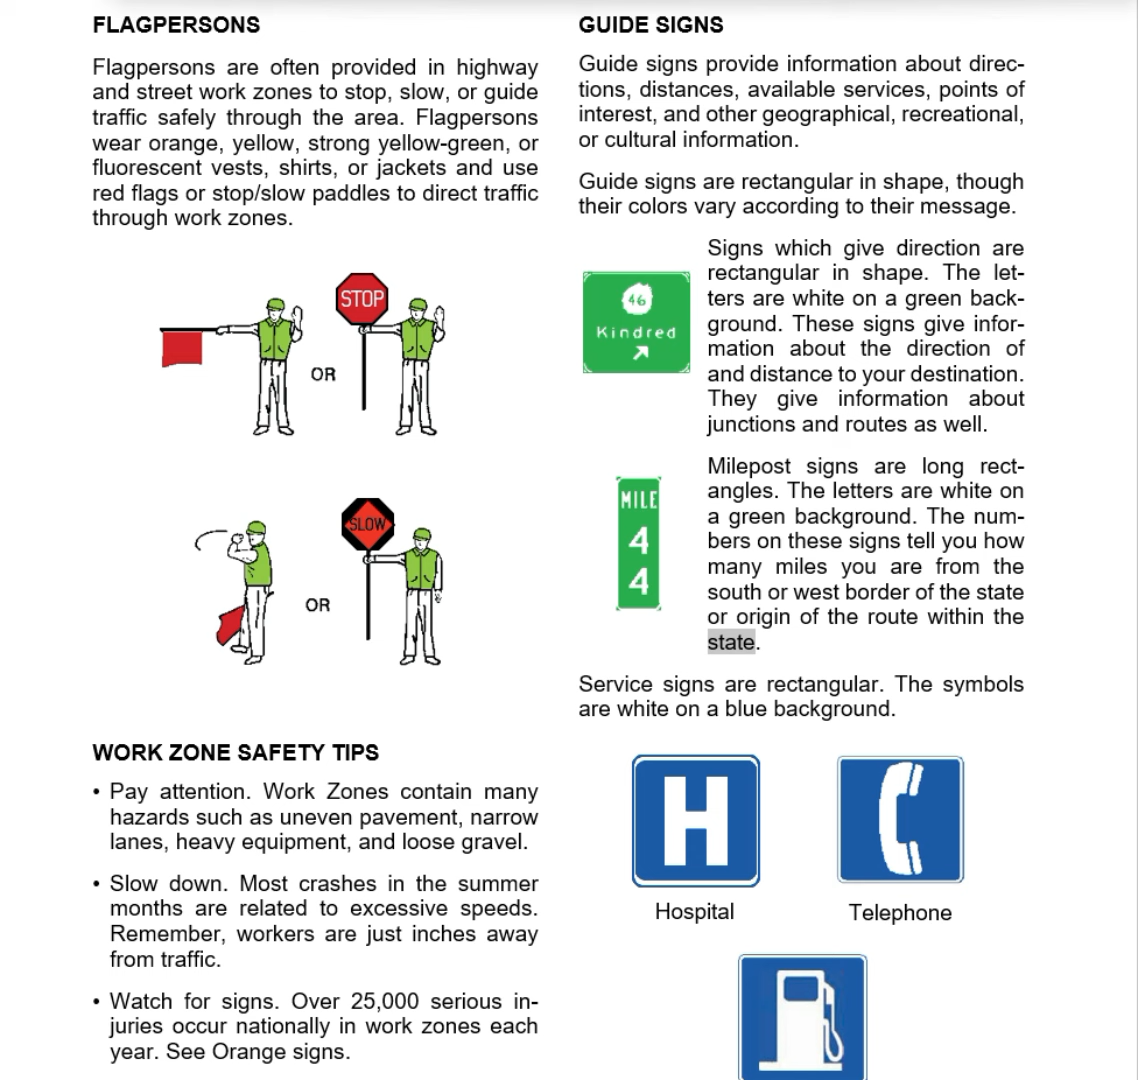 FLAGPERSONS
Flagpersons are often provided in highway
and street work zones to stop, slow, or guide
traffic safely through the area. Flagpersons
wear orange, yellow, strong yellow-green, or
fluorescent vests, shirts, or jackets and use
red flags or stop/slow paddles to direct traffic
through work zones.
STOP
OR
SLOW
OR
WORK ZONE SAFETY TIPS
• Pay attention. Work Zones contain many
hazards such as uneven pavement, narrow
lanes, heavy equipment, and loose gravel.
• Slow down. Most crashes in the summer
months are related to excessive speeds.
Remember, workers are just inches away
from traffic.
• Watch for signs. Over 25,000 serious in-
juries occur nationally in work zones each
year. See Orange signs.
GUIDE SIGNS
Guide signs provide information about direc-
tions, distances, available services, points of
interest, and other geographical, recreational,
or cultural information.
Guide signs are rectangular in shape, though
their colors vary according to their message.
46
Kindred
Signs which give direction are
rectangular in shape. The let-
ters are white on a green back-
ground. These signs give infor-
mation about the direction of
and distance to your destination.
They give information about
junctions and routes as well.
MILE
4
4
Milepost signs are long rect-
angles. The letters are white on
a green background. The num-
bers on these signs tell you how
many miles you are from the
south or west border of the state
or origin of the route within the
state.
Service signs are rectangular. The symbols
are white on a blue background.
H
Hospital
Telephone